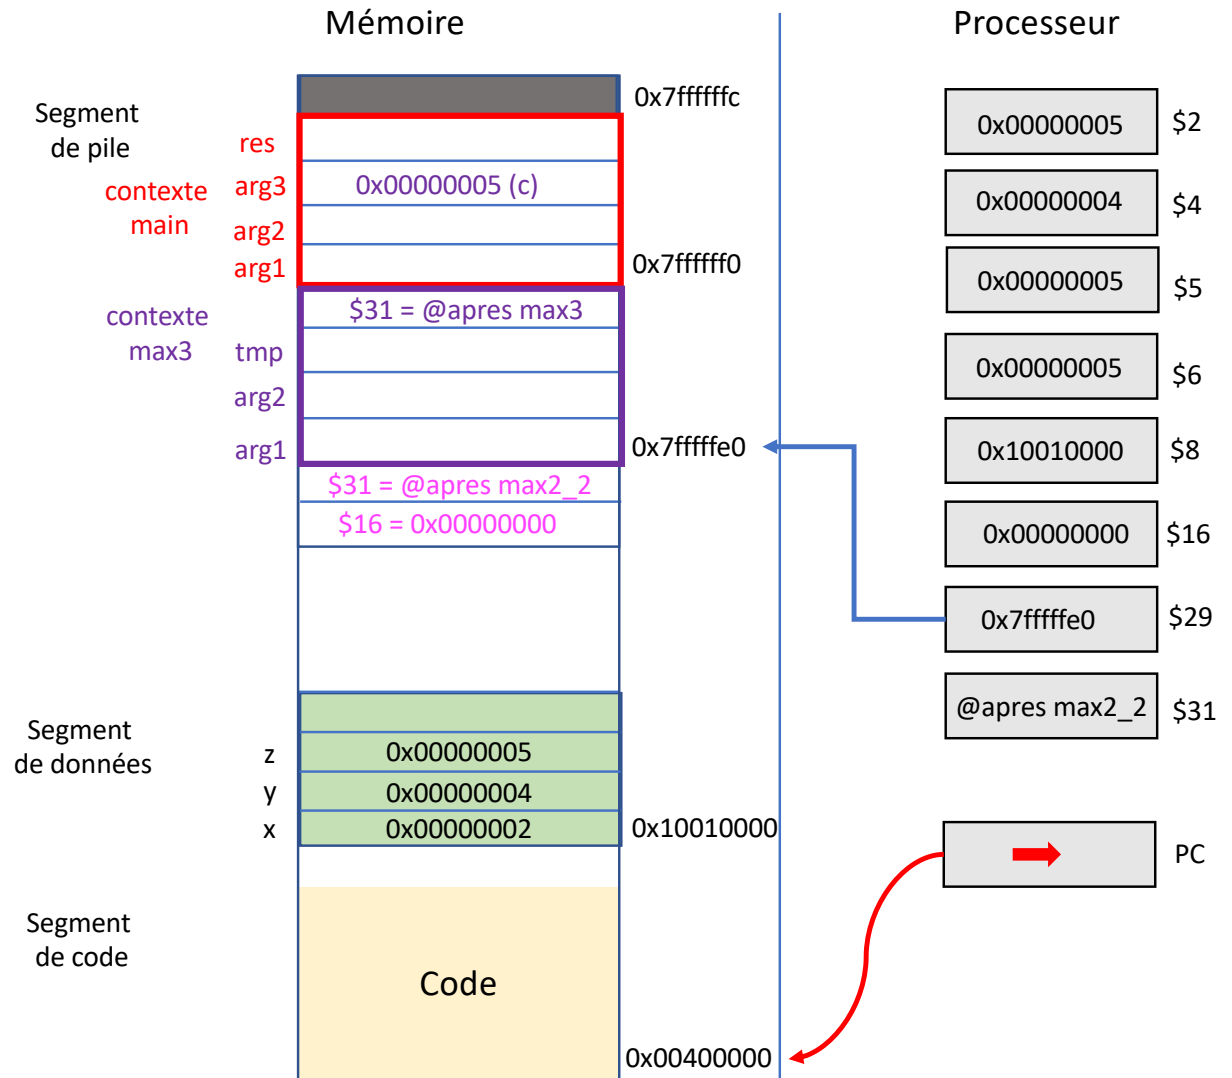 Mémoire
Processeur
0x7ffffffc
Segment
de pile
res
contexte
main
arg3
0x00000005 (c)
arg2
arg1
0x7ffffff0
$31 = @apres max3
contexte
max3
tmp
arg2
arg1
0x7fffffe0
$31 = @apres max2_2
$16 = 0x00000000
Segment
de données
z
0x00000005
y
0x00000004
x
0x00000002
0x10010000
Segment
de code
Code
0x00400000
0x00000005
$2
0x00000004
$4
0x00000005
$5
0x00000005
$6
0x10010000
$8
0x00000000
$16
0x7fffffe0
$29
@apres max2_2
$31
PC